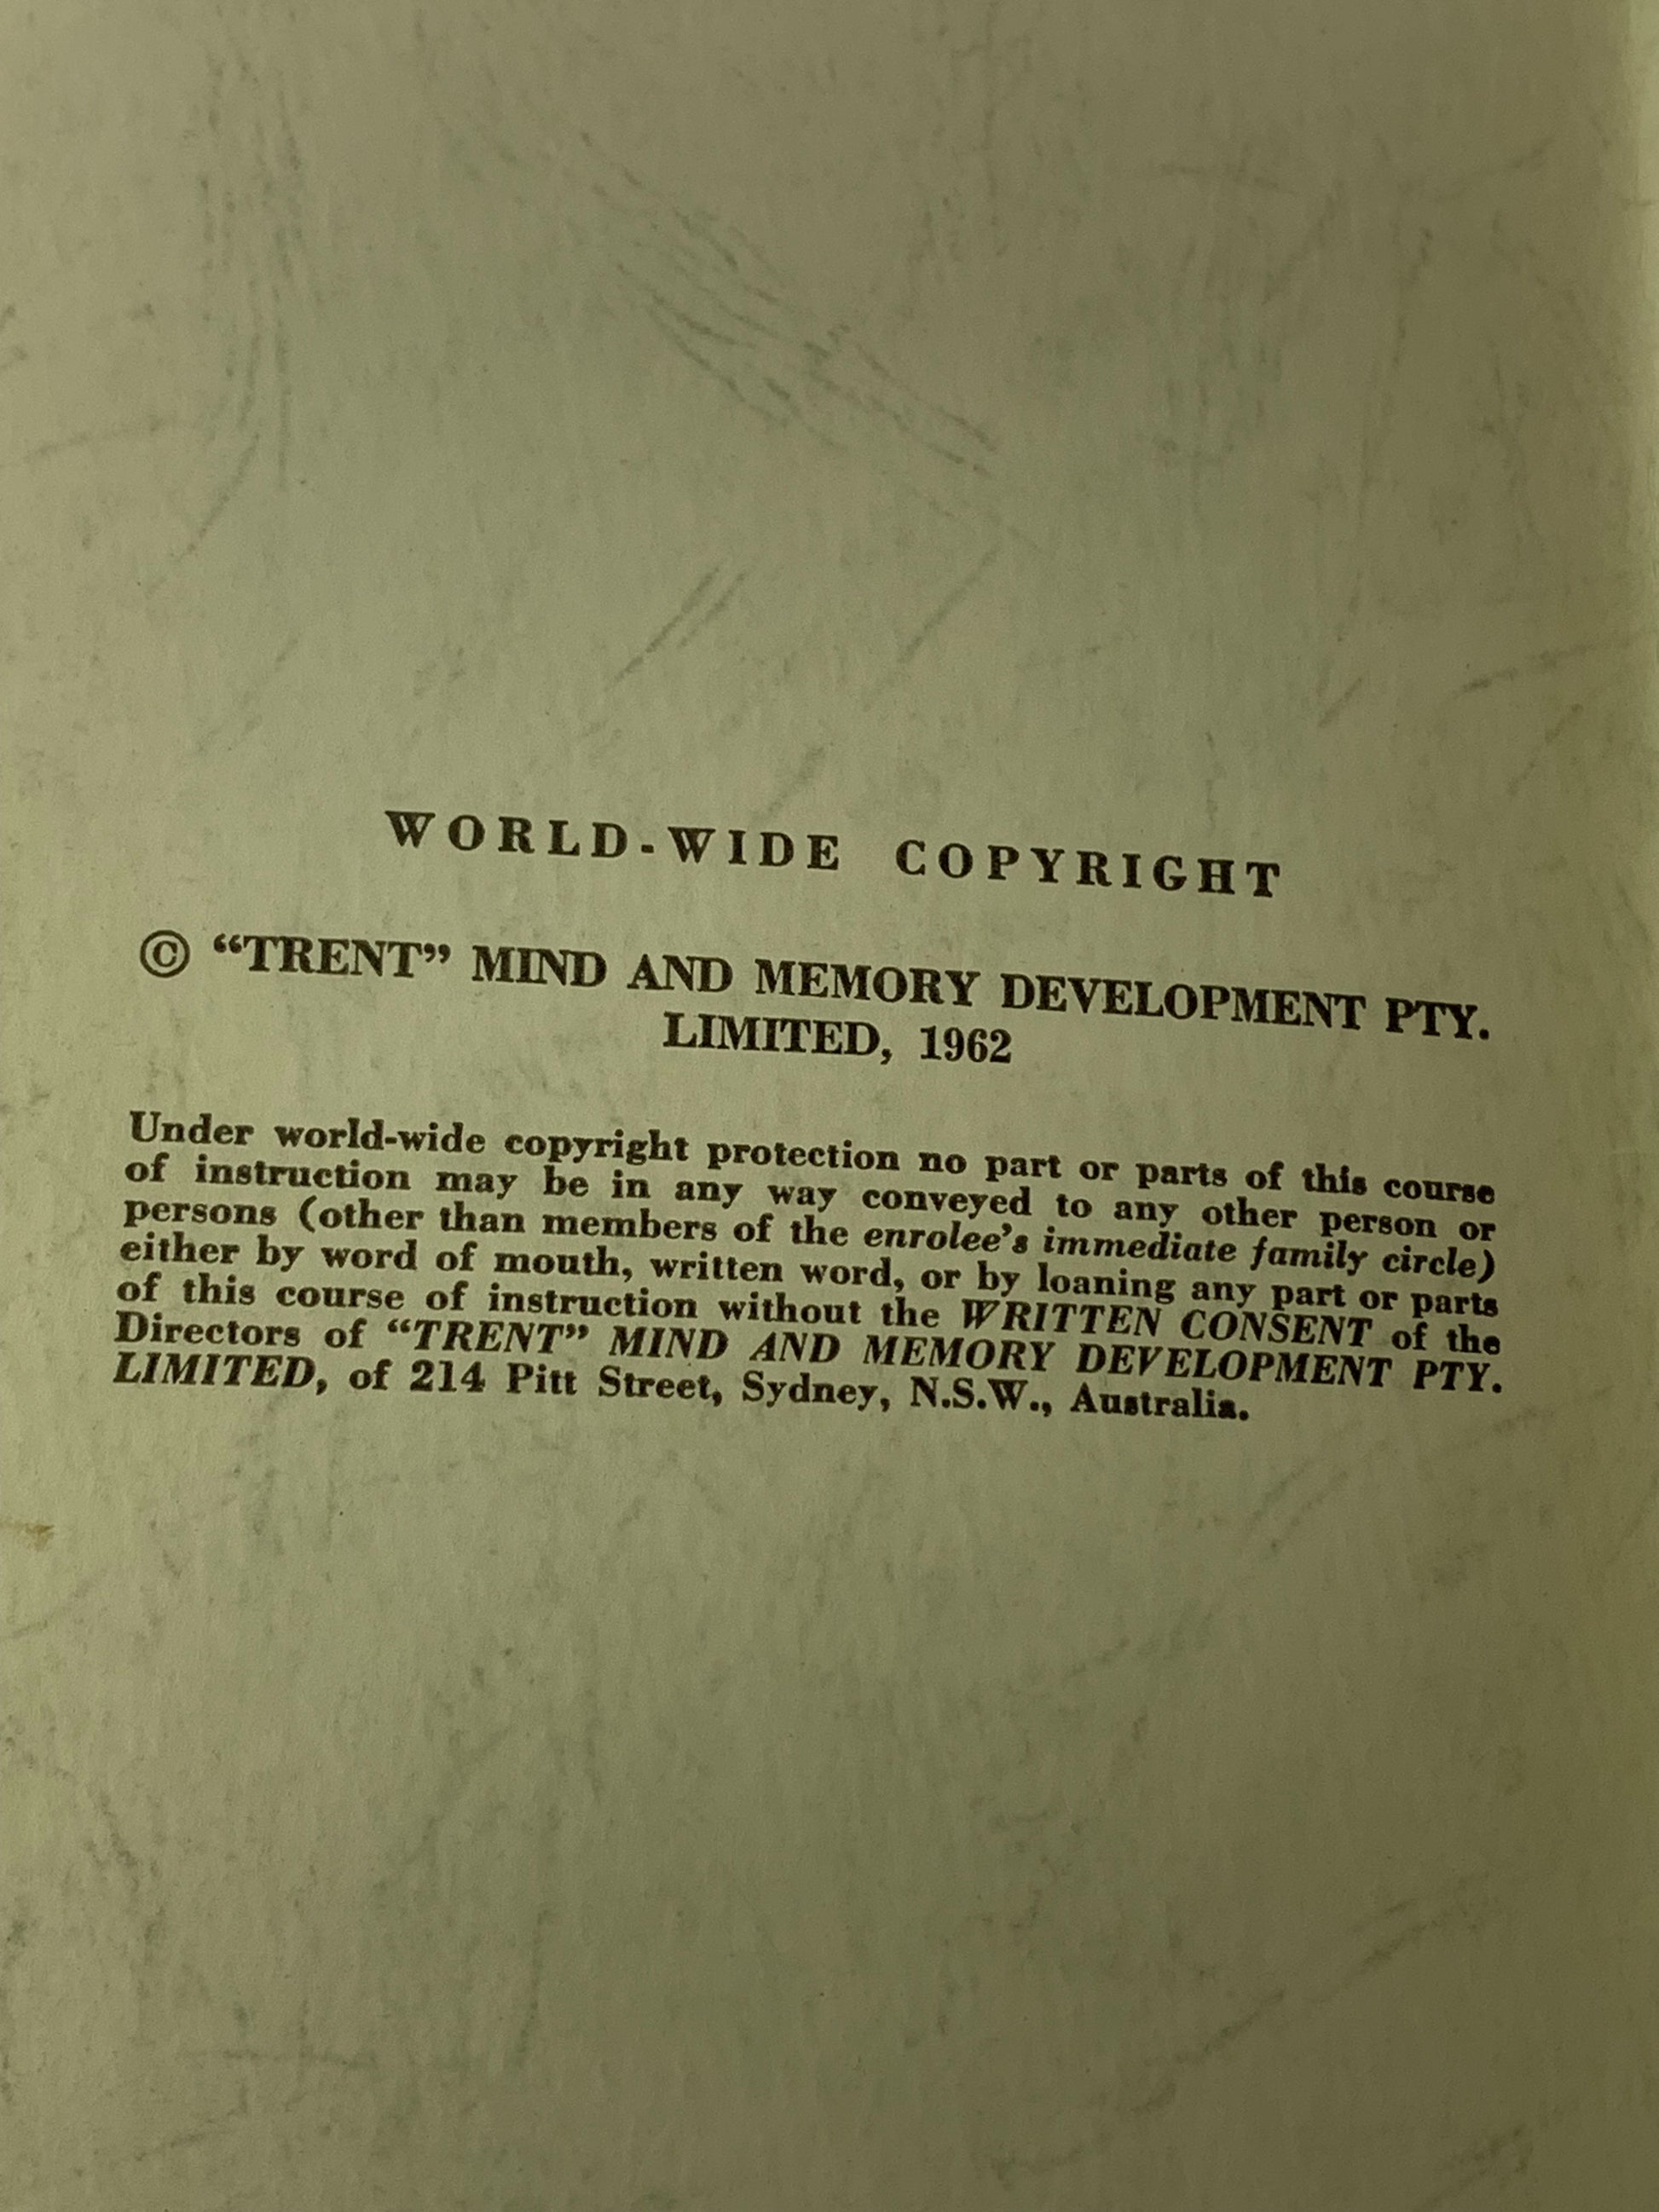 WORLD-WIDE COPYRIGHT
© “TRENT” MIND AND MEMORY DEVELOPMENT PTY.
LIMITED, 1962
Under world-wide copyright protection no part or parts of this course
of instruction may be in any way conveyed to any other person or
persons (other than members of the enrolee’s immediate family circle)
either by word of mouth, written word, or by loaning any part or parts
of this course of instruction without the WRITTEN CONSENT of the
Directors of “TRENT” MIND AND MEMORY DEVELOPMENT PTY.
LIMITED, of 214 Pitt Street, Sydney, N.S.W., Australia.